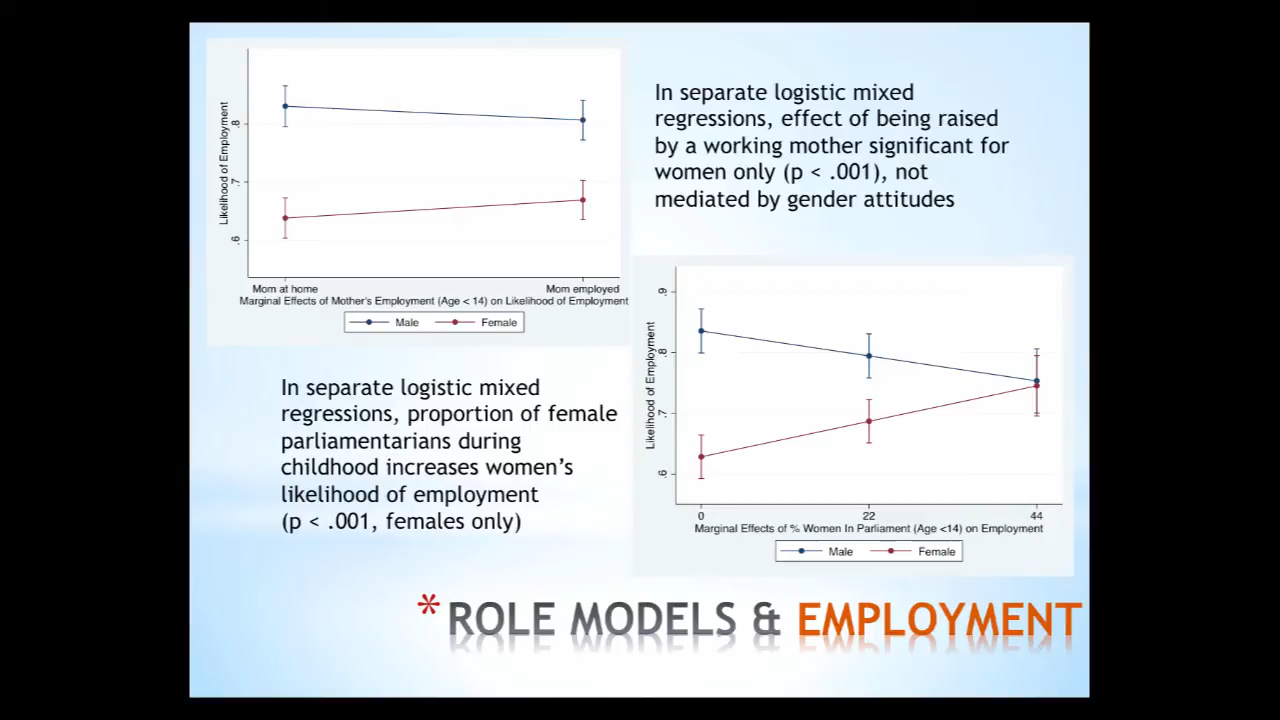 Likelihood of Employment
.8
.7
.6
Mom at home
Mom employed
Marginal Effects of Mother's Employment (Age < 14) on Likelihood of Employment
Male
Female
In separate logistic mixed
regressions, effect of being raised
by a working mother significant for
women only (p < .001), not
mediated by gender attitudes
In separate logistic mixed
regressions, proportion of female
parliamentarians during
childhood increases women's
likelihood of employment
(p < .001, females only)
Likelihood of Employment
.9
.8
.7
.6
0
22
44
Marginal Effects of % Women In Parliament (Age <14) on Employment
Male
Female
*ROLE MODELS & EMPLOYMENT